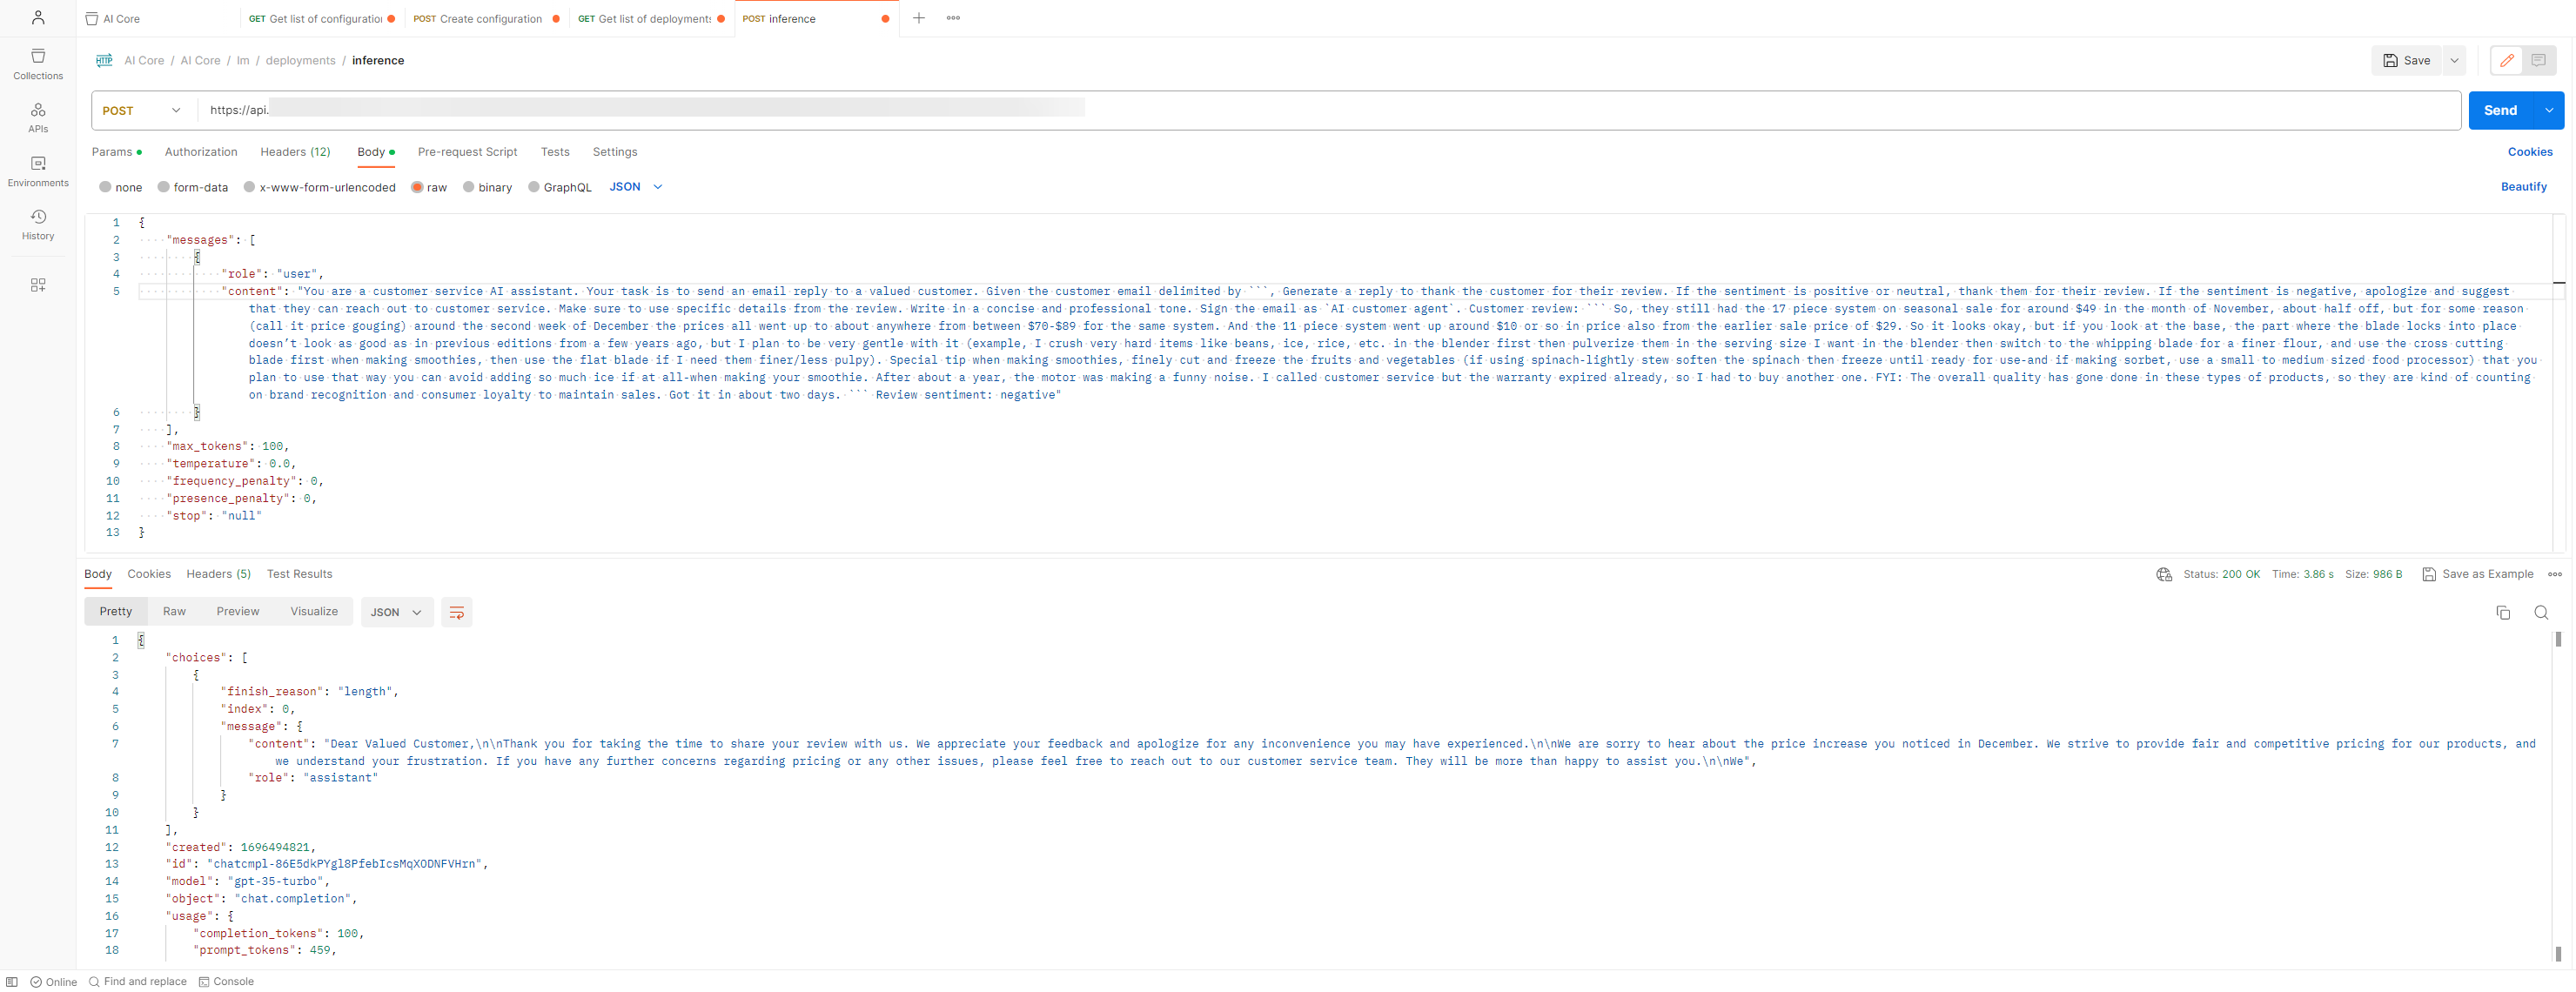 AI Core
GET Get list of configuration
POST Create configuration
GET Get list of deployments
POST inference
Collections
APIs
Environments
History
HTTP AI Core / AI Core / lm / deployments / inference
Save
POST https://api.
Send
Params Authorization Headers (12) Body Pre-request Script Tests Settings Cookies
none form-data x-www-form-urlencoded raw binary GraphQL JSON Beautify
1 {
2 "messages": [
3 {
4 "role": "user",
5 "content": "You are a customer service AI assistant. Your task is to send an email reply to a valued customer. Given the customer email delimited by ```, Generate a reply to thank the customer for their review. If the sentiment is positive or neutral, thank them for their review. If the sentiment is negative, apologize and suggest
that they can reach out to customer service. Make sure to use specific details from the review. Write in a concise and professional tone. Sign the email as `AI customer agent`. Customer review: ``` So, they still had the 17 piece system on seasonal sale for around $49 in the month of November, about half off, but for some reason
(call it price gouging) around the second week of December the prices all went up to about anywhere from between $70-$89 for the same system. And the 11 piece system went up around $10 or so in price also from the earlier sale price of $29. So it looks okay, but if you look at the base, the part where the blade locks into place
doesn't look as good as in previous editions from a few years ago, but I plan to be very gentle with it (example, I crush very hard items like beans, ice, rice, etc. in the blender first then pulverize them in the serving size I want in the blender then switch to the whipping blade for a finer flour, and use the cross cutting
blade first when making smoothies, then use the flat blade if I need them finer/less pulpy). Special tip when making smoothies, finely cut and freeze the fruits and vegetables (if using spinach-lightly stew soften the spinach then freeze until ready for use-and if making sorbet, use a small to medium sized food processor) that you
plan to use that way you can avoid adding so much ice if at all-when making your smoothie. After about a year, the motor was making a funny noise. I called customer service but the warranty expired already, so I had to buy another one. FYI: The overall quality has gone done in these types of products, so they are kind of counting
on brand recognition and consumer loyalty to maintain sales. Got it in about two days. ``` Review sentiment: negative"
6 }
7 ],
8 "max_tokens": 100,
9 "temperature": 0.0,
10 "frequency_penalty": 0,
11 "presence_penalty": 0,
12 "stop": "null"
13 }
Body Cookies Headers (5) Test Results Status: 200 OK Time: 3.86 s Size: 986 B Save as Example
Pretty Raw Preview Visualize JSON
1 {
2 "choices": [
3 {
4 "finish_reason": "length",
5 "index": 0,
6 "message": {
7 "content": "Dear Valued Customer,\n\nThank you for taking the time to share your review with us. We appreciate your feedback and apologize for any inconvenience you may have experienced.\n\nWe are sorry to hear about the price increase you noticed in December. We strive to provide fair and competitive pricing for our products, and
we understand your frustration. If you have any further concerns regarding pricing or any other issues, please feel free to reach out to our customer service team. They will be more than happy to assist you.\n\nWe",
8 "role": "assistant"
9 }
10 }
11 ],
12 "created": 1696494821,
13 "id": "chatcmpl-86E5dkPYgl8PfebIcsMqXODNFVHrn",
14 "model": "gpt-35-turbo",
15 "object": "chat.completion",
16 "usage": {
17 "completion_tokens": 100,
18 "prompt_tokens": 459,
Online Find and replace Console